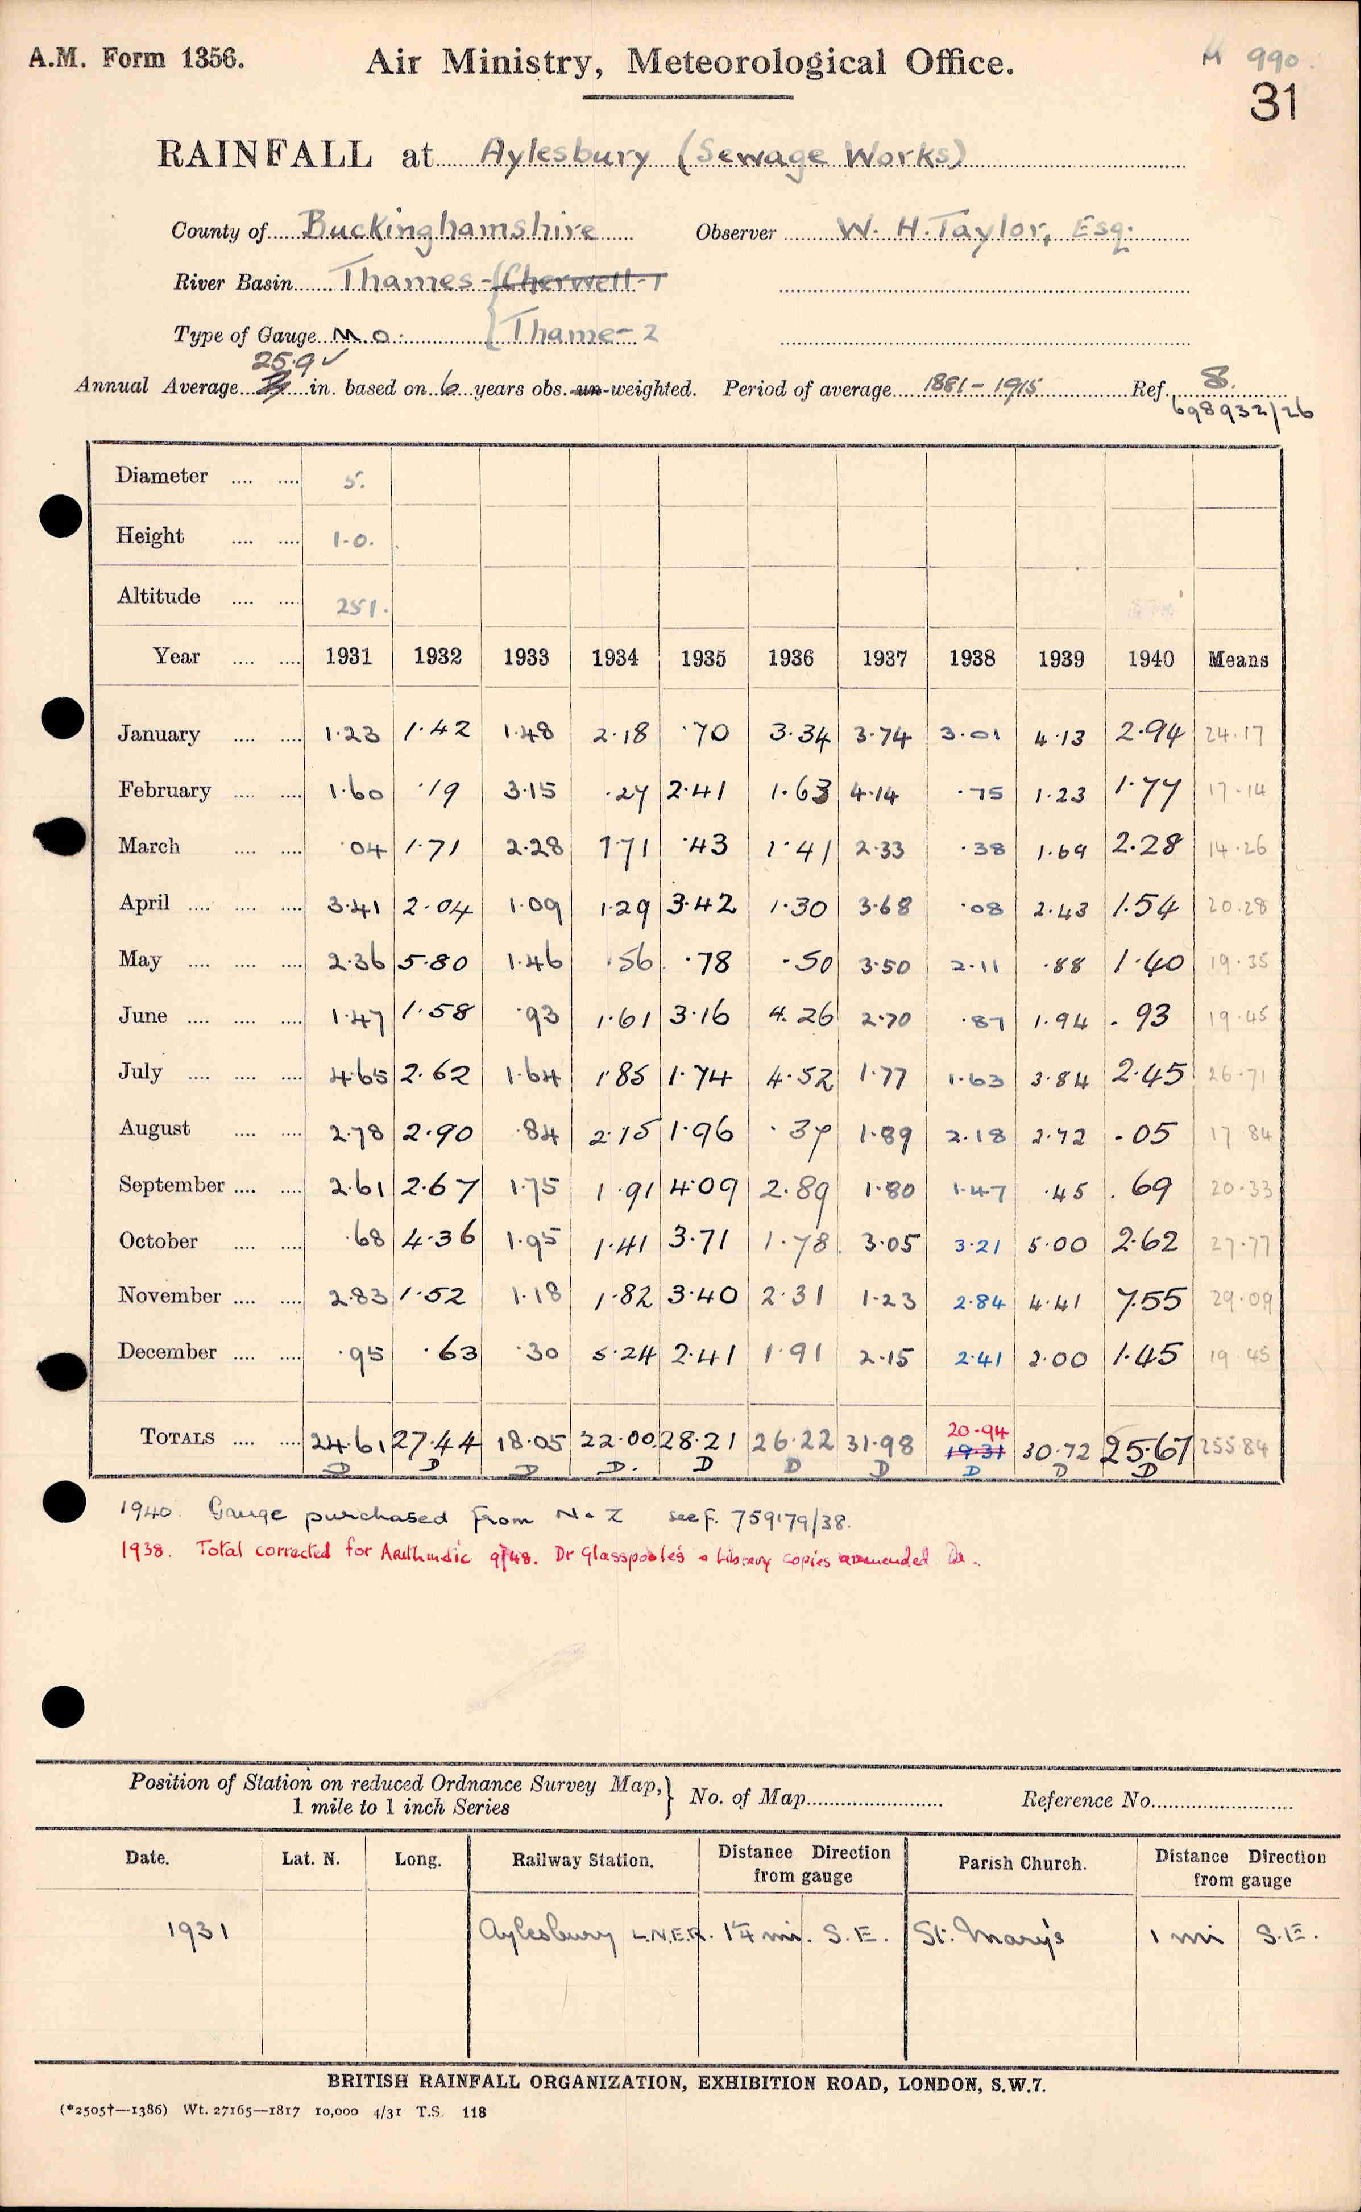 A.M. Form 1356. Air Ministry, Meteorological Office. M 990.
31
RAINFALL at Aylesbury (Sewage Works)
County of Buckinghamshire Observer W. H. Taylor, Esq.
River Basin Thames - Cherwell-1
Type of Gauge M.O. Thame-2
25.9 ✓
Annual Average in. based on 6 years obs. un-weighted. Period of average 1881-1915 Ref. 8.
698932/26
Diameter .... .... 5.
Height .... .... 1-0.
Altitude .... .... 251.
Year .... .... 1931 1932 1933 1934 1935 1936 1937 1938 1939 1940 Means
January .... .... 1.23 1.42 1.48 2.18 .70 3.34 3.74 3.01 4.13 2.94 24.17
February .... .... 1.60 .19 3.15 .27 2.41 1.63 4.14 .75 1.23 1.77 17.14
March .... .... .04 1.71 2.28 1.71 .43 1.41 2.33 .38 1.69 2.28 14.26
April .... .... .... 3.41 2.04 1.09 1.29 3.42 1.30 3.68 .08 2.43 1.54 20.28
May .... .... .... 2.36 5.80 1.46 .56 .78 .50 3.50 2.11 .88 1.40 19.35
June .... .... .... 1.47 1.58 .93 1.61 3.16 4.26 2.70 .87 1.94 .93 19.45
July .... .... .... 4.65 2.62 1.64 1.85 1.74 4.52 1.77 1.63 3.84 2.45 26.71
August .... .... 2.78 2.90 .84 2.15 1.96 .37 1.89 2.18 2.72 .05 17 84
September .... .... 2.61 2.67 1.75 1.91 4.09 2.89 1.80 1.47 .45 .69 20.33
October .... .... .68 4.36 1.95 1.41 3.71 1.78 3.05 3.21 5.00 2.62 27.77
November .... .... 2.83 1.52 1.18 1.82 3.40 2.31 1.23 2.84 4.41 7.55 29.09
December .... .... .95 .63 .30 5.24 2.41 1.91 2.15 2.41 2.00 1.45 19 45
20.94
TOTALS .... .... 24.61 27.44 18.05 22.00 28.21 26.22 31.98 19.31 30.72 25.67 255 84
D D D D. D D D D D D
1940. Gauge purchased from N.Z see f. 759179/38.
1938. Total corrected for Arithmetic 9/48. Dr Glasspoole's & Library copies ammended
Position of Station on reduced Ordnance Survey Map, No. of Map Reference No.
1 mile to 1 inch Series
Date. Lat. N. Long. Railway Station. Distance Direction from gauge Parish Church. Distance Direction from gauge
1931 Aylesbury L.N.E.R. 1¼ mi. S.E. St. Mary's 1 mi S.E.
BRITISH RAINFALL ORGANIZATION, EXHIBITION ROAD, LONDON, S.W.7.
(*2505†—1386) Wt. 27165—1817 10,000 4/31 T.S. 118